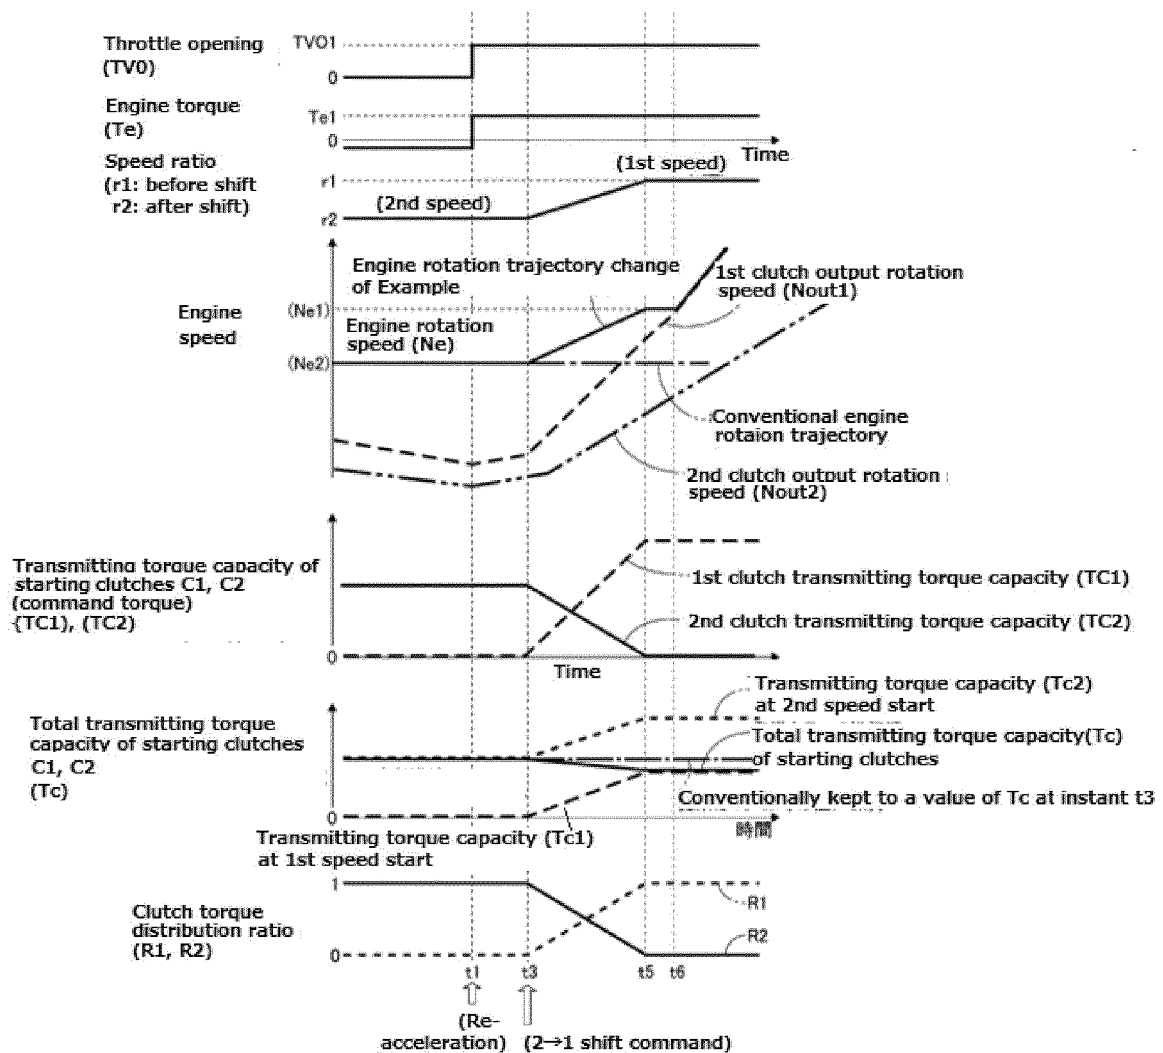 Throttle opening
(TV0)
TVO1
0
Engine torque
(Te)
Te1
0
Time
Speed ratio
(r1: before shift
r2: after shift)
r1
(1st speed)
(2nd speed)
r2
Engine rotation trajectory change
of Example
1st clutch output rotation
speed (Nout1)
Engine
speed
(Ne1)
Engine rotation
speed (Ne)
(Ne2)
Conventional engine
rotaion trajectory
2nd clutch output rotation
speed (Nout2)
Transmitting torque capacity of
starting clutches C1, C2
(command torque)
(TC1), (TC2)
1st clutch transmitting torque capacity (TC1)
2nd clutch transmitting torque capacity (TC2)
0
Time
Transmitting torque capacity (Tc2)
at 2nd speed start
Total transmitting torque
capacity of starting clutches
C1, C2
(Tc)
Total transmitting torque capacity(Tc)
of starting clutches
Conventionally kept to a value of Tc at instant t3
0
時間
Transmitting torque capacity (Tc1)
at 1st speed start
Clutch torque
distribution ratio
(R1, R2)
1
R1
R2
0
t1
t3
t5
t6
(Re-
acceleration)
(2→1 shift command)